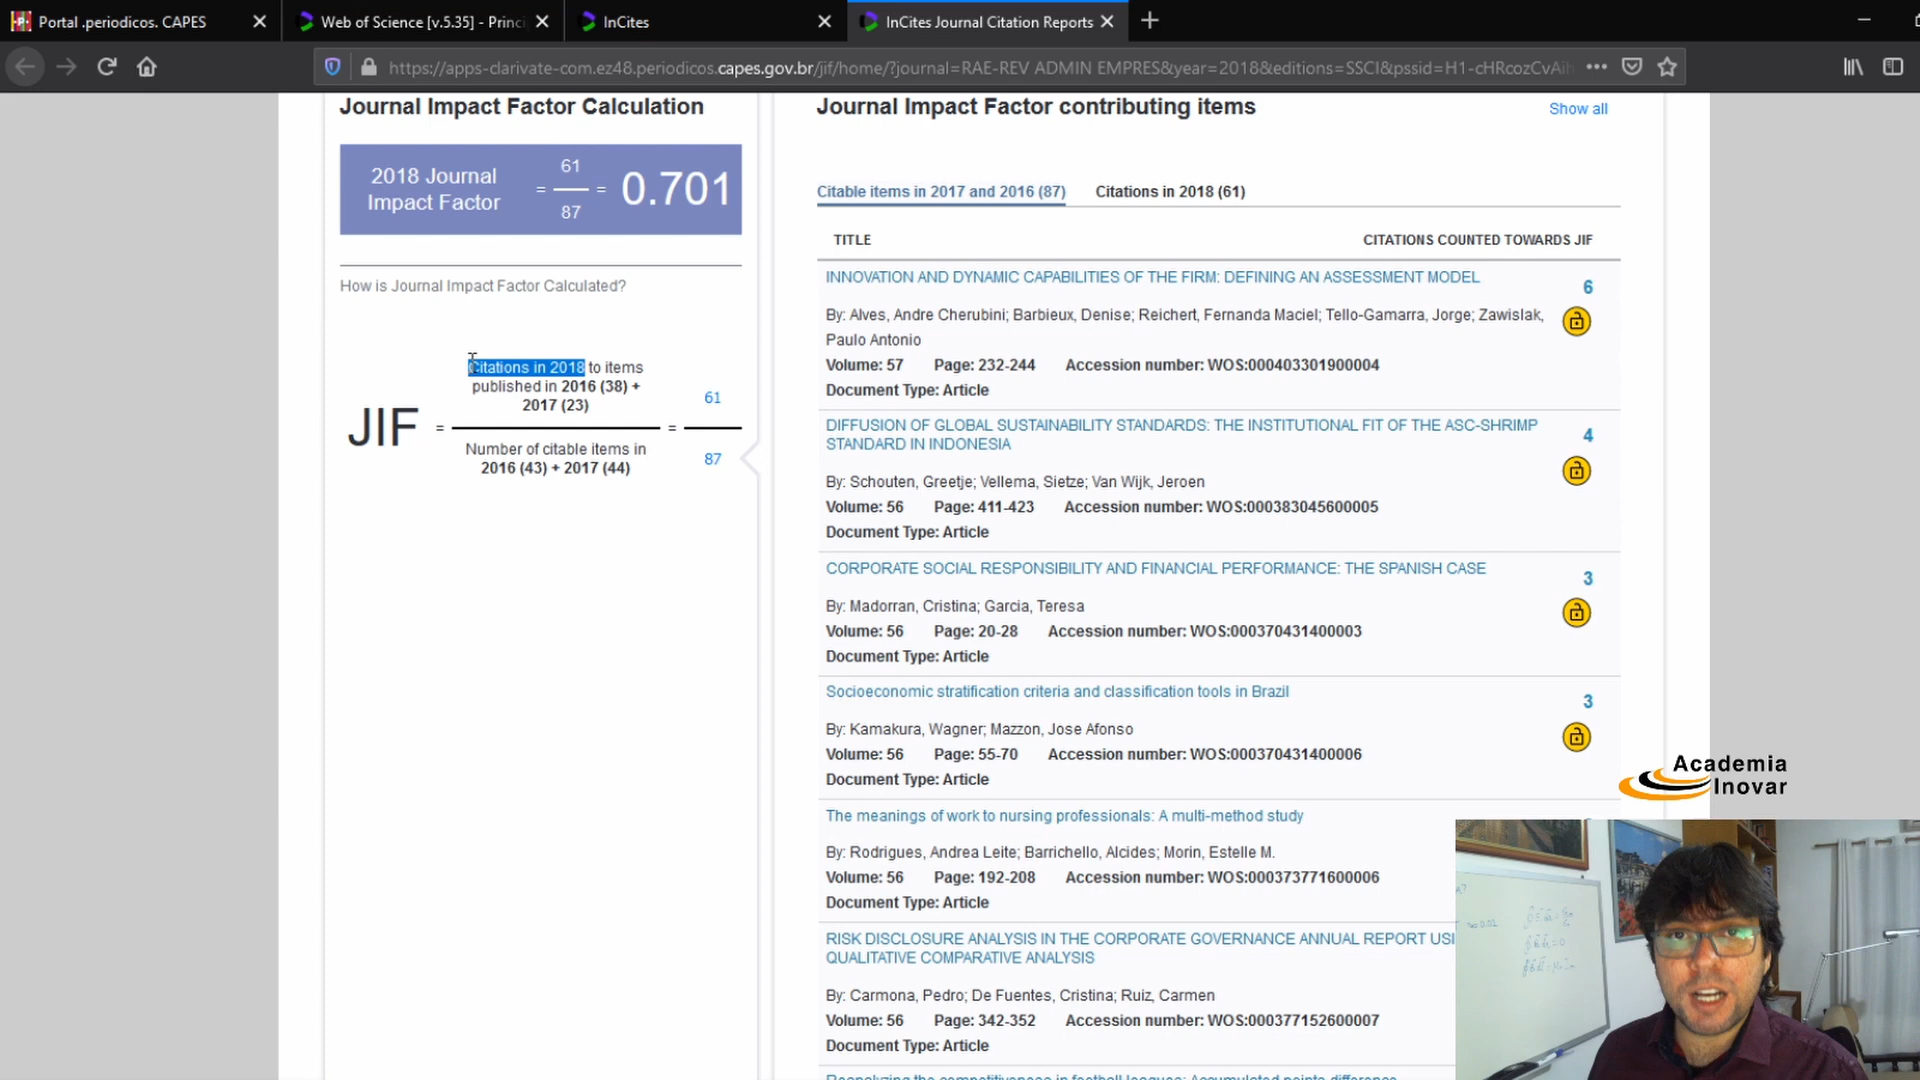 Portal .periodicos. CAPES
Web of Science [v.5.35] - Princi
InCites
InCites Journal Citation Reports
https://apps-clarivate-com.ez48.periodicos.capes.gov.br/jif/home/?journal=RAE-REV ADMIN EMPRES&year=2018&editions=SSCI&pssid=H1-cHRcozCvAih
Journal Impact Factor Calculation
2018 Journal
Impact Factor
=
61
87
=
0.701
How is Journal Impact Factor Calculated?
JIF
=
Citations in 2018 to items
published in 2016 (38) +
2017 (23)
Number of citable items in
2016 (43) + 2017 (44)
=
61
87
Journal Impact Factor contributing items
Show all
Citable items in 2017 and 2016 (87)
Citations in 2018 (61)
TITLE
CITATIONS COUNTED TOWARDS JIF
INNOVATION AND DYNAMIC CAPABILITIES OF THE FIRM: DEFINING AN ASSESSMENT MODEL
6
By: Alves, Andre Cherubini; Barbieux, Denise; Reichert, Fernanda Maciel; Tello-Gamarra, Jorge; Zawislak,
Paulo Antonio
Volume: 57 Page: 232-244 Accession number: WOS:000403301900004
Document Type: Article
DIFFUSION OF GLOBAL SUSTAINABILITY STANDARDS: THE INSTITUTIONAL FIT OF THE ASC-SHRIMP
STANDARD IN INDONESIA
4
By: Schouten, Greetje; Vellema, Sietze; Van Wijk, Jeroen
Volume: 56 Page: 411-423 Accession number: WOS:000383045600005
Document Type: Article
CORPORATE SOCIAL RESPONSIBILITY AND FINANCIAL PERFORMANCE: THE SPANISH CASE
3
By: Madorran, Cristina; Garcia, Teresa
Volume: 56 Page: 20-28 Accession number: WOS:000370431400003
Document Type: Article
Socioeconomic stratification criteria and classification tools in Brazil
3
By: Kamakura, Wagner; Mazzon, Jose Afonso
Volume: 56 Page: 55-70 Accession number: WOS:000370431400006
Document Type: Article
The meanings of work to nursing professionals: A multi-method study
By: Rodrigues, Andrea Leite; Barrichello, Alcides; Morin, Estelle M.
Volume: 56 Page: 192-208 Accession number: WOS:000373771600006
Document Type: Article
RISK DISCLOSURE ANALYSIS IN THE CORPORATE GOVERNANCE ANNUAL REPORT USI
QUALITATIVE COMPARATIVE ANALYSIS
By: Carmona, Pedro; De Fuentes, Cristina; Ruiz, Carmen
Volume: 56 Page: 342-352 Accession number: WOS:000377152600007
Document Type: Article
Reanalyzing the competitiveness in football leagues: Accumulated points difference
Academia
Inovar